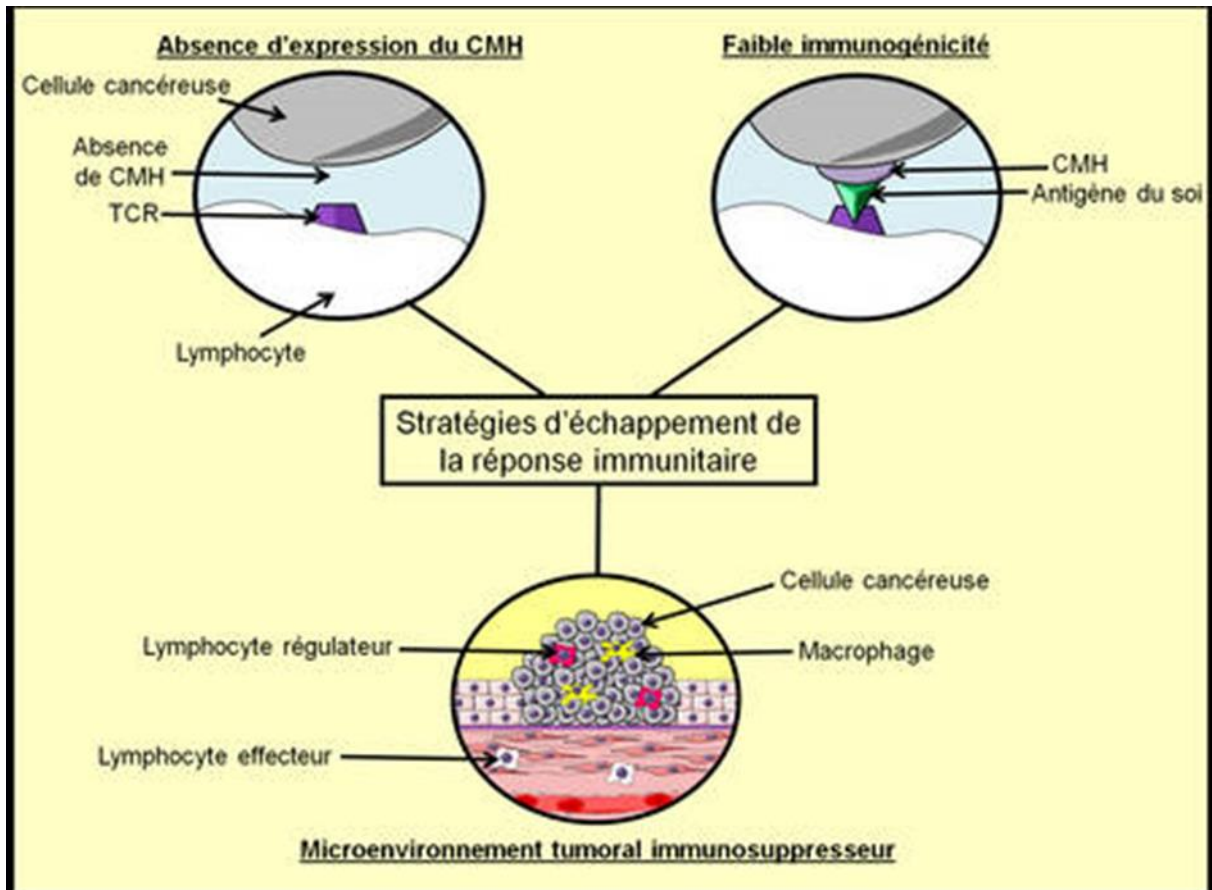 Absence d'expression du CMH
Cellule cancéreuse
Absence
de CMH
TCR
Lymphocyte
Faible immunogénicité
CMH
Antigène du soi
Stratégies d'échappement de
la réponse immunitaire
Cellule cancéreuse
Lymphocyte régulateur
Macrophage
Lymphocyte effecteur
Microenvironnement tumoral immunosuppresseur